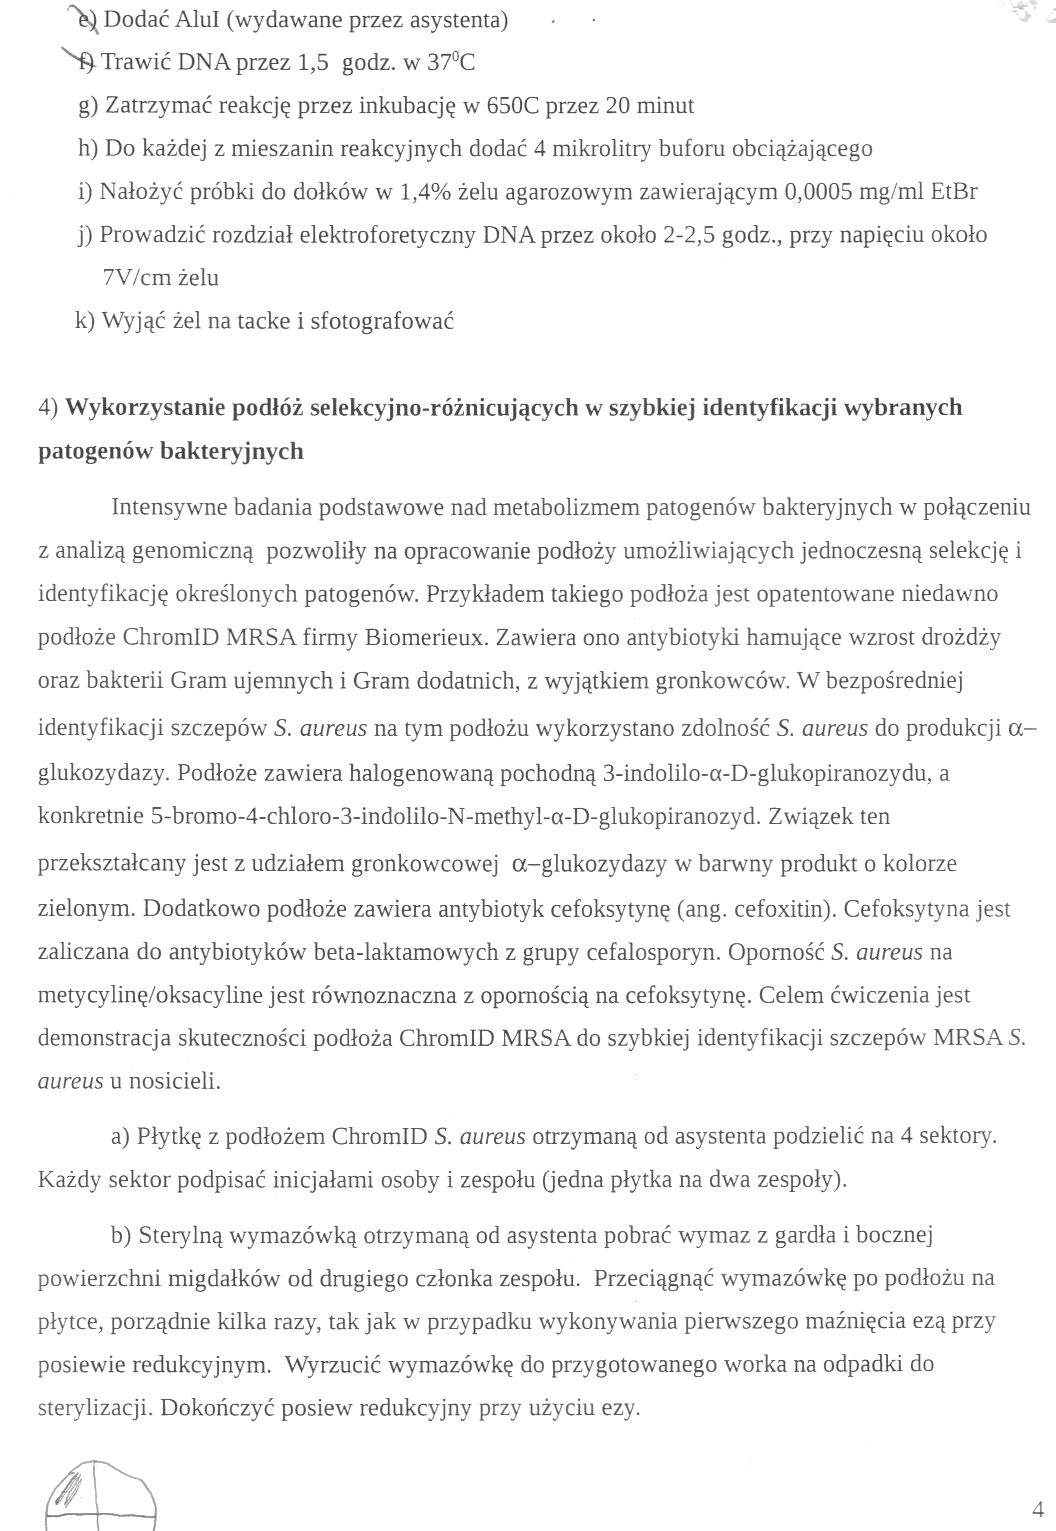 e) Dodać AluI (wydawane przez asystenta)
f) Trawić DNA przez 1,5 godz. w 37⁰C
g) Zatrzymać reakcję przez inkubację w 650C przez 20 minut
h) Do każdej z mieszanin reakcyjnych dodać 4 mikrolitry buforu obciążającego
i) Nałożyć próbki do dołków w 1,4% żelu agarozowym zawierającym 0,0005 mg/ml EtBr
j) Prowadzić rozdział elektroforetyczny DNA przez około 2-2,5 godz., przy napięciu około
7V/cm żelu
k) Wyjąć żel na tacke i sfotografować
4) Wykorzystanie podłóż selekcyjno-różnicujących w szybkiej identyfikacji wybranych
patogenów bakteryjnych
Intensywne badania podstawowe nad metabolizmem patogenów bakteryjnych w połączeniu
z analizą genomiczną pozwoliły na opracowanie podłoży umożliwiających jednoczesną selekcję i
identyfikację określonych patogenów. Przykładem takiego podłoża jest opatentowane niedawno
podłoże ChromID MRSA firmy Biomerieux. Zawiera ono antybiotyki hamujące wzrost drożdży
oraz bakterii Gram ujemnych i Gram dodatnich, z wyjątkiem gronkowców. W bezpośredniej
identyfikacji szczepów S. aureus na tym podłożu wykorzystano zdolność S. aureus do produkcji α–
glukozydazy. Podłoże zawiera halogenowaną pochodną 3-indolilo-α-D-glukopiranozydu, a
konkretnie 5-bromo-4-chloro-3-indolilo-N-methyl-α-D-glukopiranozyd. Związek ten
przekształcany jest z udziałem gronkowcowej α–glukozydazy w barwny produkt o kolorze
zielonym. Dodatkowo podłoże zawiera antybiotyk cefoksytynę (ang. cefoxitin). Cefoksytyna jest
zaliczana do antybiotyków beta-laktamowych z grupy cefalosporyn. Oporność S. aureus na
metycylinę/oksacyline jest równoznaczna z opornością na cefoksytynę. Celem ćwiczenia jest
demonstracja skuteczności podłoża ChromID MRSA do szybkiej identyfikacji szczepów MRSA S.
aureus u nosicieli.
a) Płytkę z podłożem ChromID S. aureus otrzymaną od asystenta podzielić na 4 sektory.
Każdy sektor podpisać inicjałami osoby i zespołu (jedna płytka na dwa zespoły).
b) Sterylną wymazówką otrzymaną od asystenta pobrać wymaz z gardła i bocznej
powierzchni migdałków od drugiego członka zespołu. Przeciągnąć wymazówkę po podłożu na
płytce, porządnie kilka razy, tak jak w przypadku wykonywania pierwszego maźnięcia ezą przy
posiewie redukcyjnym. Wyrzucić wymazówkę do przygotowanego worka na odpadki do
sterylizacji. Dokończyć posiew redukcyjny przy użyciu ezy.
4